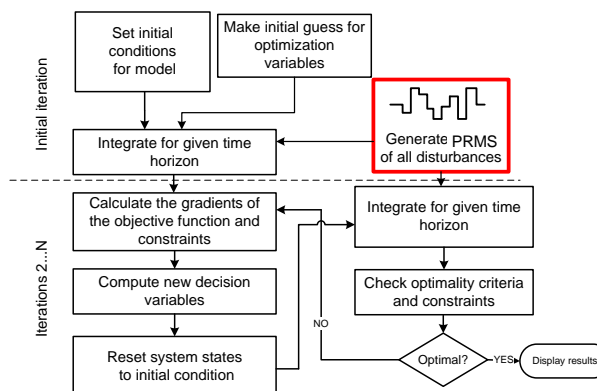 Set initial
conditions
for model
Make initial guess for
optimization
variables
Generate PRMS
of all disturbances
Initial iteration
Integrate for given time
horizon
Calculate the gradients of
the objective function and
constraints
Integrate for given time
horizon
Iterations 2...N
Compute new decision
variables
Check optimality criteria
and constraints
Reset system states
to initial condition
NO
Optimal?
YES
Display results